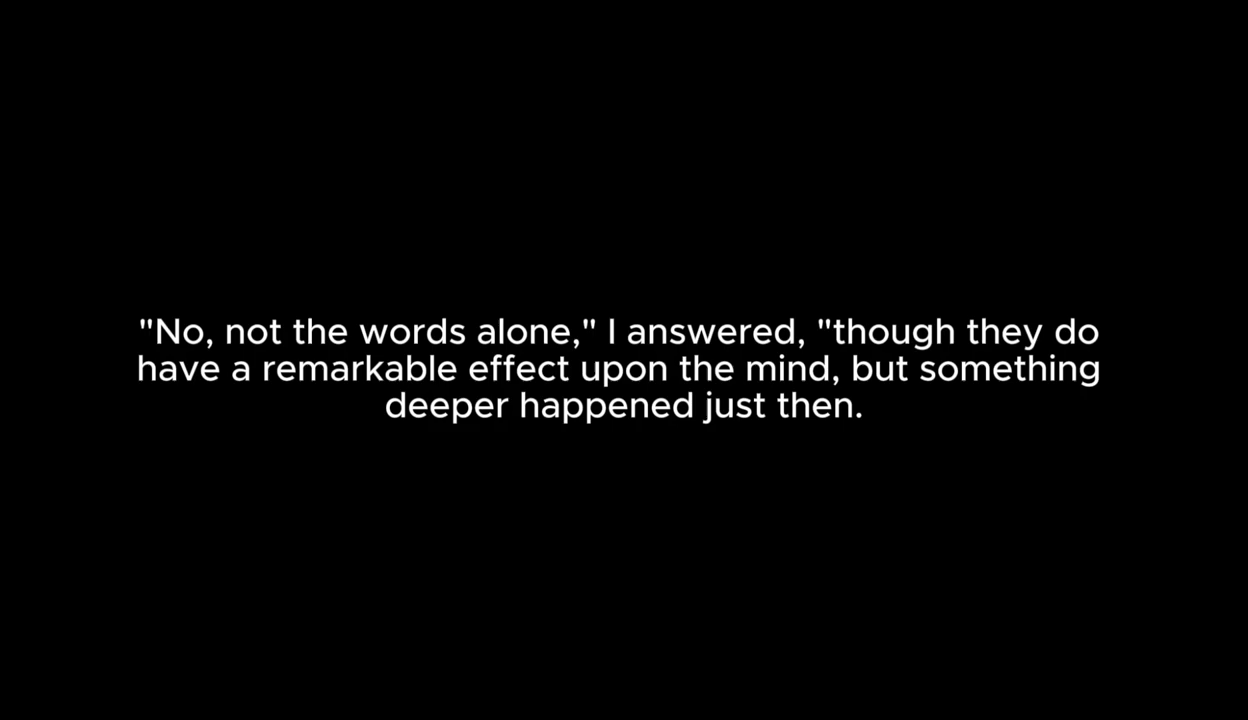 "No, not the words alone," I answered, "though they do
have a remarkable effect upon the mind, but something
deeper happened just then.